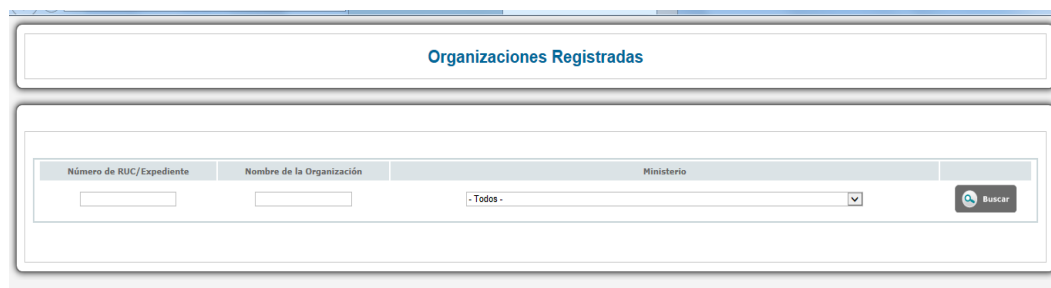 Organizaciones Registradas
Número de RUC/Expediente Nombre de la Organización Ministerio
- Todos - Buscar